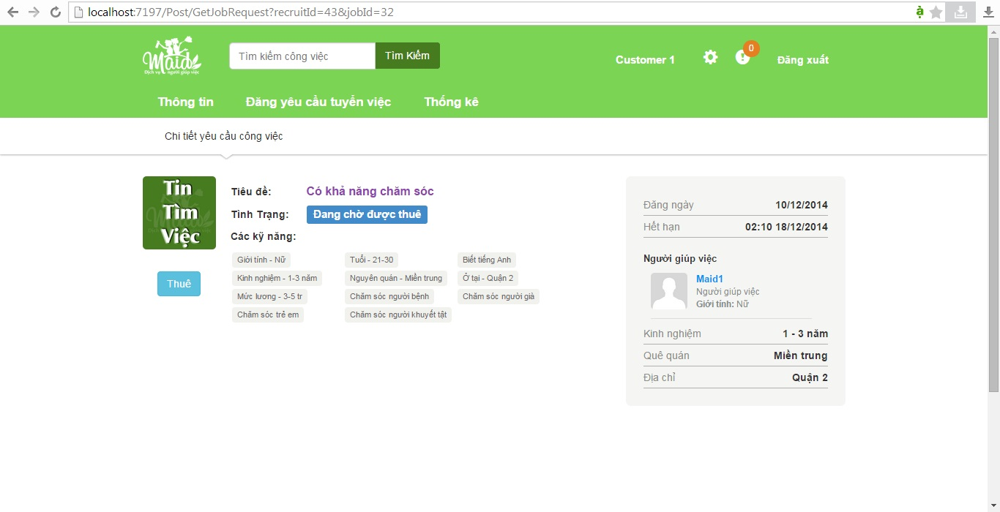 localhost:7197/Post/GetJobRequest?recruitId=43&jobId=32
Maid
Dịch vụ người giúp việc
Tìm kiếm công việc
Tìm Kiếm
Customer 1
0
Đăng xuất
Thông tin
Đăng yêu cầu tuyển việc
Thống kê
Chi tiết yêu cầu công việc
Tin
Tìm
Việc
Thuê
Tiêu đề: Có khả năng chăm sóc
Tình Trạng: Đang chờ được thuê
Các kỹ năng:
Giới tính - Nữ
Tuổi - 21-30
Biết tiếng Anh
Kinh nghiệm - 1-3 năm
Nguyên quán - Miền trung
Ở tại - Quận 2
Mức lương - 3-5 tr
Chăm sóc người bệnh
Chăm sóc người già
Chăm sóc trẻ em
Chăm sóc người khuyết tật
Đăng ngày 10/12/2014
Hết hạn 02:10 18/12/2014
Người giúp việc
Maid1
Người giúp việc
Giới tính: Nữ
Kinh nghiệm 1 - 3 năm
Quê quán Miền trung
Địa chỉ Quận 2